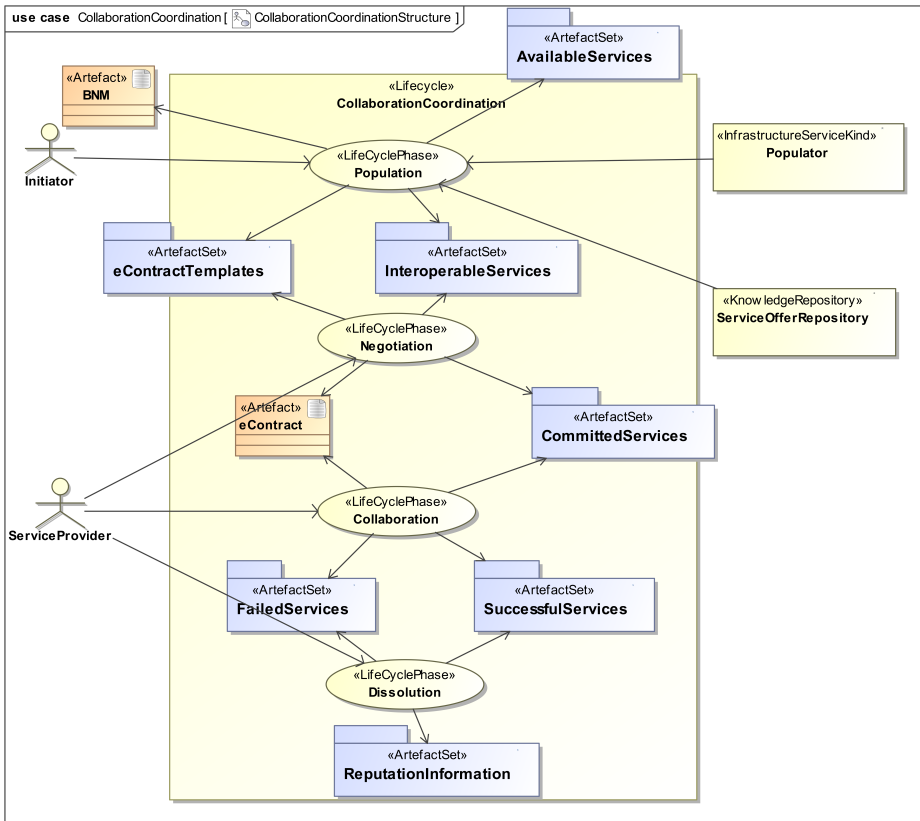 use case CollaborationCoordination [ CollaborationCoordinationStructure ]
«ArtefactSet»
AvailableServices
«Artefact»
BNM
«Lifecycle»
CollaborationCoordination
«InfrastructureServiceKind»
Populator
«LifeCyclePhase»
Population
Initiator
«ArtefactSet»
eContractTemplates
«ArtefactSet»
InteroperableServices
«KnowledgeRepository»
ServiceOfferRepository
«LifeCyclePhase»
Negotiation
«Artefact»
eContract
«ArtefactSet»
CommittedServices
«LifeCyclePhase»
Collaboration
ServiceProvider
«ArtefactSet»
FailedServices
«ArtefactSet»
SuccessfulServices
«LifeCyclePhase»
Dissolution
«ArtefactSet»
ReputationInformation